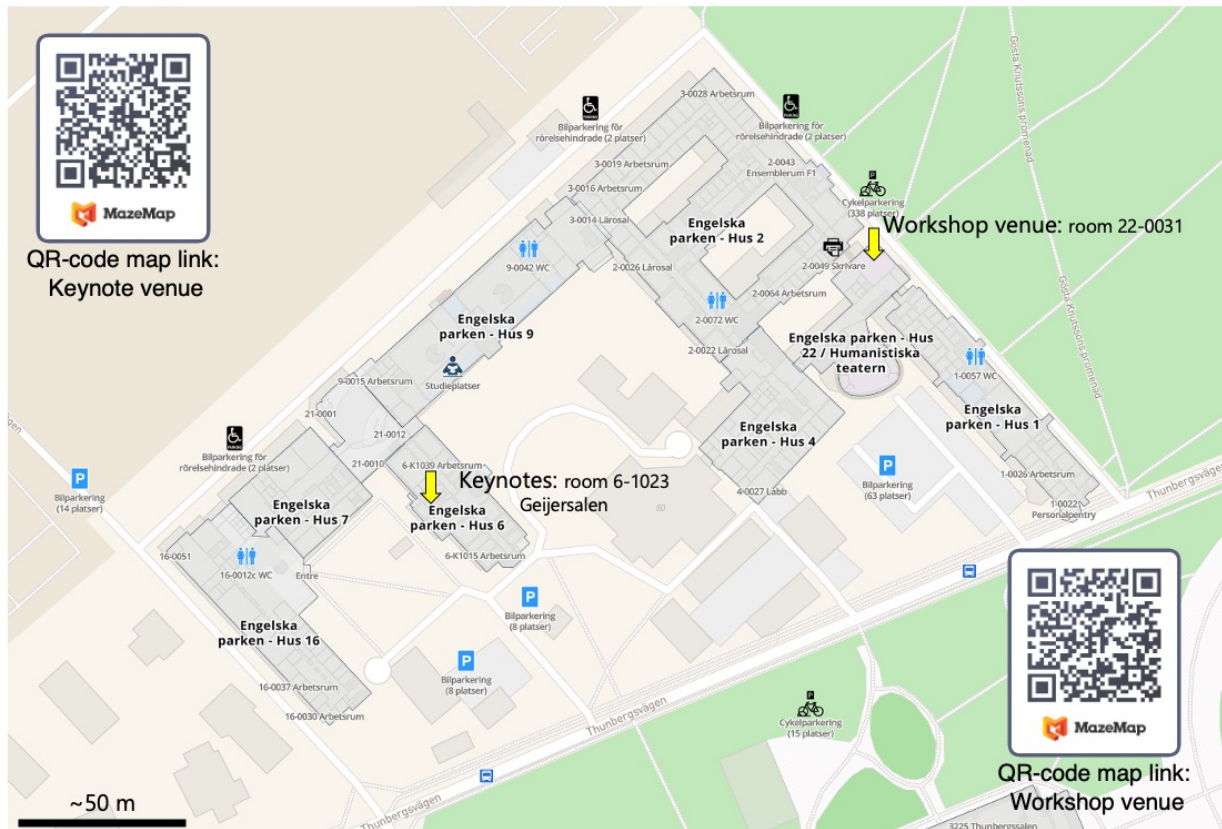 MazeMap
QR-code map link:
Keynote venue
3-0028 Arbetsrum
Bilparkering för
rörelsehindrade (2 platser)
Bilparkering för
rörelsehindrade (2 platser)
3-0019 Arbetsrum
2-0043
Ensemblerum F1
3-0016 Arbetsrum
Cykelparkering
(338 platser)
Gösta Knutssons promenad
Gösta Knutssons promenad
3-0014 Lärosal
Engelska
parken - Hus 2
Workshop venue: room 22-0031
9-0042 WC
2-0026 Lärosal
2-0049 Skrivare
2-0064 Arbetsrum
2-0072 WC
Engelska
parken - Hus 9
Engelska parken - Hus
22 / Humanistiska
teatern
2-0022 Lärosal
1-0057 WC
Studieplatser
9-0015 Arbetsrum
21-0001
21-0012
21-0010
Engelska
parken - Hus 1
Engelska
parken - Hus 4
Bilparkering för
rörelsehindrade (2 platser)
6-K1039 Arbetsrum
Keynotes: room 6-1023
Geijersalen
P
Bilparkering
(14 platser)
P
Bilparkering
(63 platser)
1-0026 Arbetsrum
4-0027 Labb
1-0022
Personalpentry
Thunbergsvägen
Engelska
parken - Hus 7
Engelska
parken - Hus 6
16-0051
6-K1015 Arbetsrum
16-0012c WC
Entre
P
Bilparkering
(8 platser)
Engelska
parken - Hus 16
P
Bilparkering
(8 platser)
16-0037 Arbetsrum
16-0030 Arbetsrum
Thunbergsvägen
Cykelparkering
(15 platser)
MazeMap
QR-code map link:
Workshop venue
~50 m
Thunbergsvägen
3225 Thunbergssalen